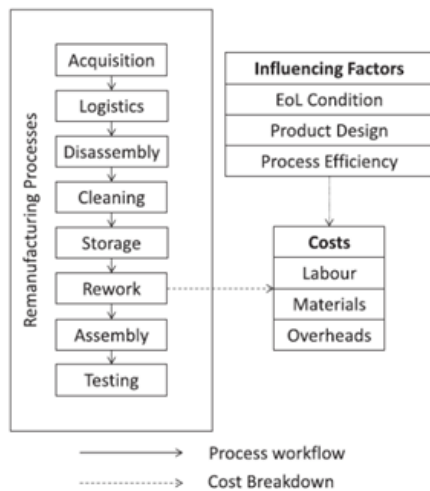 Remanufacturing Processes
Acquisition
Logistics
Disassembly
Cleaning
Storage
Rework
Assembly
Testing
Influencing Factors
EoL Condition
Product Design
Process Efficiency
Costs
Labour
Materials
Overheads
Process workflow
Cost Breakdown